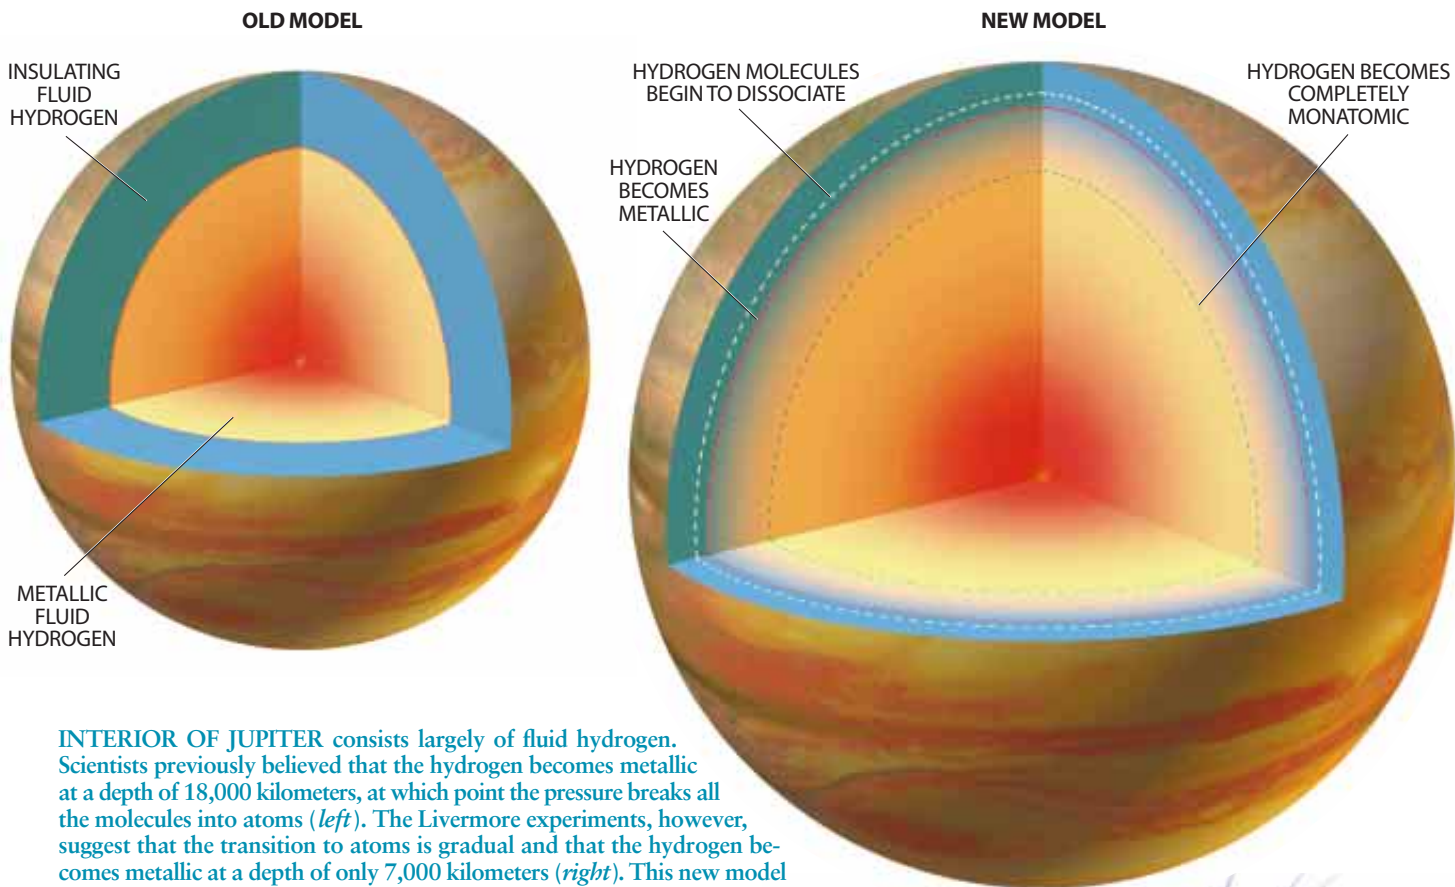 OLD MODEL
INSULATING
FLUID
HYDROGEN
METALLIC
FLUID
HYDROGEN
NEW MODEL
HYDROGEN MOLECULES
BEGIN TO DISSOCIATE
HYDROGEN
BECOMES
METALLIC
HYDROGEN BECOMES
COMPLETELY
MONATOMIC
INTERIOR OF JUPITER consists largely of fluid hydrogen.
Scientists previously believed that the hydrogen becomes metallic
at a depth of 18,000 kilometers, at which point the pressure breaks all
the molecules into atoms (left). The Livermore experiments, however,
suggest that the transition to atoms is gradual and that the hydrogen be-
comes metallic at a depth of only 7,000 kilometers (right). This new model